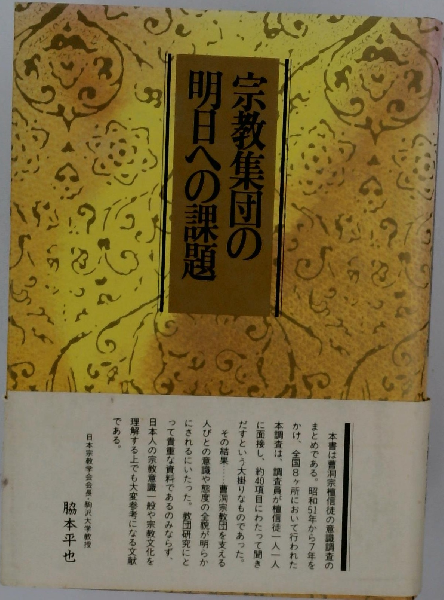 宗教集団の
明日への課題
本書は曹洞宗檀信徒の意識調査の
まとめである。昭和51年から7年を
かけ、全国8ヶ所において行われた
本調査は、調査員が檀信徒一人一人
に面接し、約40項目にわたって聞き
だすという大掛りなものであった。
その結果……曹洞宗教団を支える
人びとの意識や態度の全貌が明らか
にされるにいたった。教団研究にと
って貴重な資料であるのみならず、
日本人の宗教意識一般や宗教文化を
理解する上でも大変参考になる文献
である。
日本宗教学会会長・駒沢大学教授
脇本平也